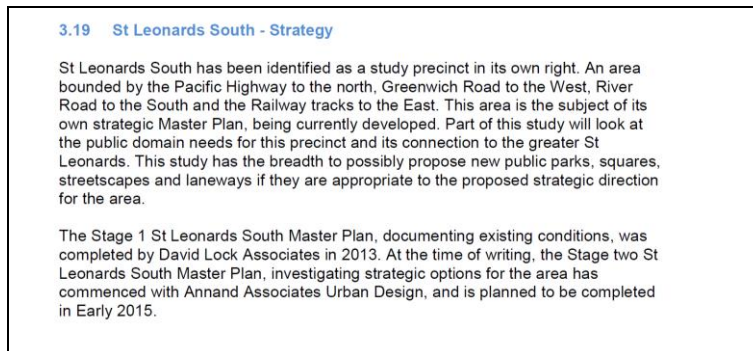 3.19 St Leonards South - Strategy
St Leonards South has been identified as a study precinct in its own right. An area
bounded by the Pacific Highway to the north, Greenwich Road to the West, River
Road to the South and the Railway tracks to the East. This area is the subject of its
own strategic Master Plan, being currently developed. Part of this study will look at
the public domain needs for this precinct and its connection to the greater St
Leonards. This study has the breadth to possibly propose new public parks, squares,
streetscapes and laneways if they are appropriate to the proposed strategic direction
for the area.
The Stage 1 St Leonards South Master Plan, documenting existing conditions, was
completed by David Lock Associates in 2013. At the time of writing, the Stage two St
Leonards South Master Plan, investigating strategic options for the area has
commenced with Annand Associates Urban Design, and is planned to be completed
in Early 2015.